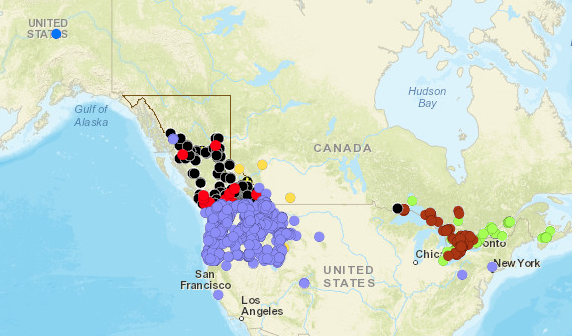 UNITED
STATES
Gulf of
Alaska
Hudson
Bay
CANADA
onto
Chic
New York
San
Francisco
UNITED
STATES
Los
Angeles